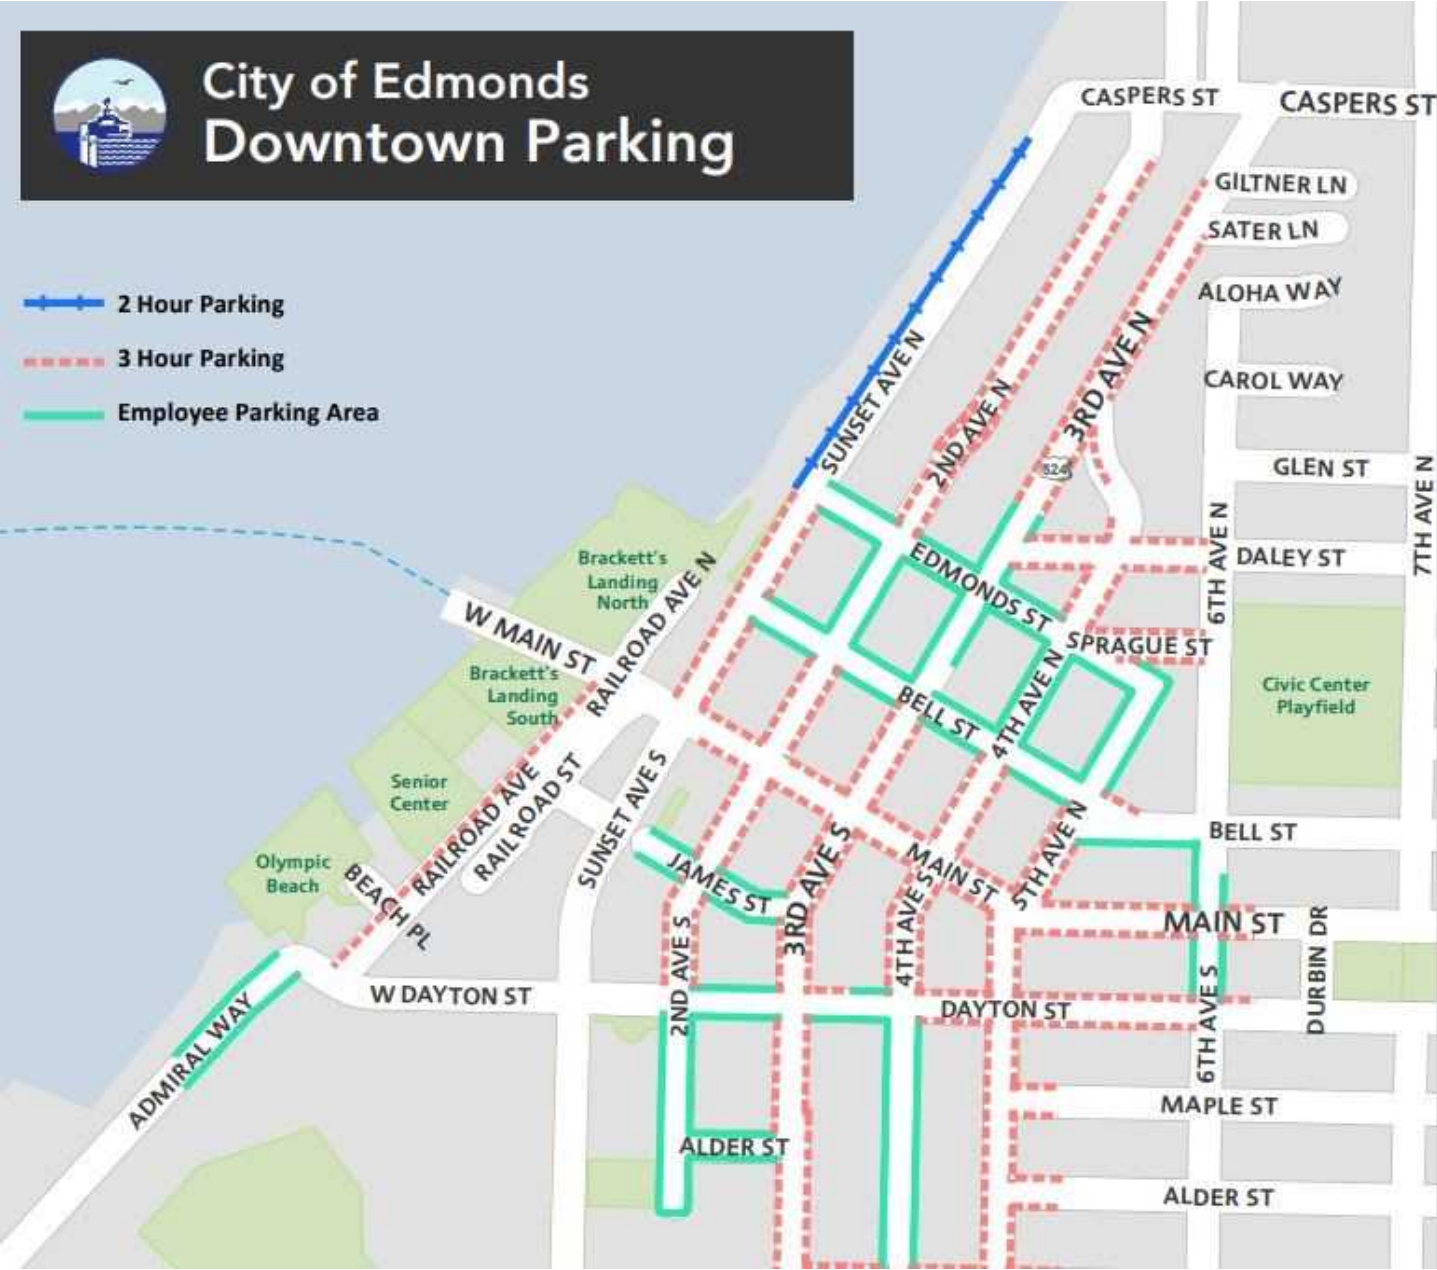 City of Edmonds
Downtown Parking
2 Hour Parking
3 Hour Parking
Employee Parking Area
CASPERS ST
CASPERS ST
GILTNER LN
SATER LN
ALOHA WAY
CAROL WAY
GLEN ST
7TH AVE N
6TH AVE N
DALEY ST
SUNSET AVE N
2ND AVE N
3RD AVE N
524
EDMONDS ST
SPRAGUE ST
Civic Center
Playfield
Brackett's
Landing
North
RAILROAD AVE N
W MAIN ST
Brackett's
Landing
South
BELL ST
4TH AVE N
Senior
Center
RAILROAD AVE
RAILROAD ST
SUNSET AVE S
Olympic
Beach
BEACH PL
JAMES ST
3RD AVE S
MAIN ST
5TH AVE N
BELL ST
4TH AVE S
MAIN ST
DURBIN DR
2ND AVE S
W DAYTON ST
DAYTON ST
6TH AVE S
ADMIRAL WAY
MAPLE ST
ALDER ST
ALDER ST